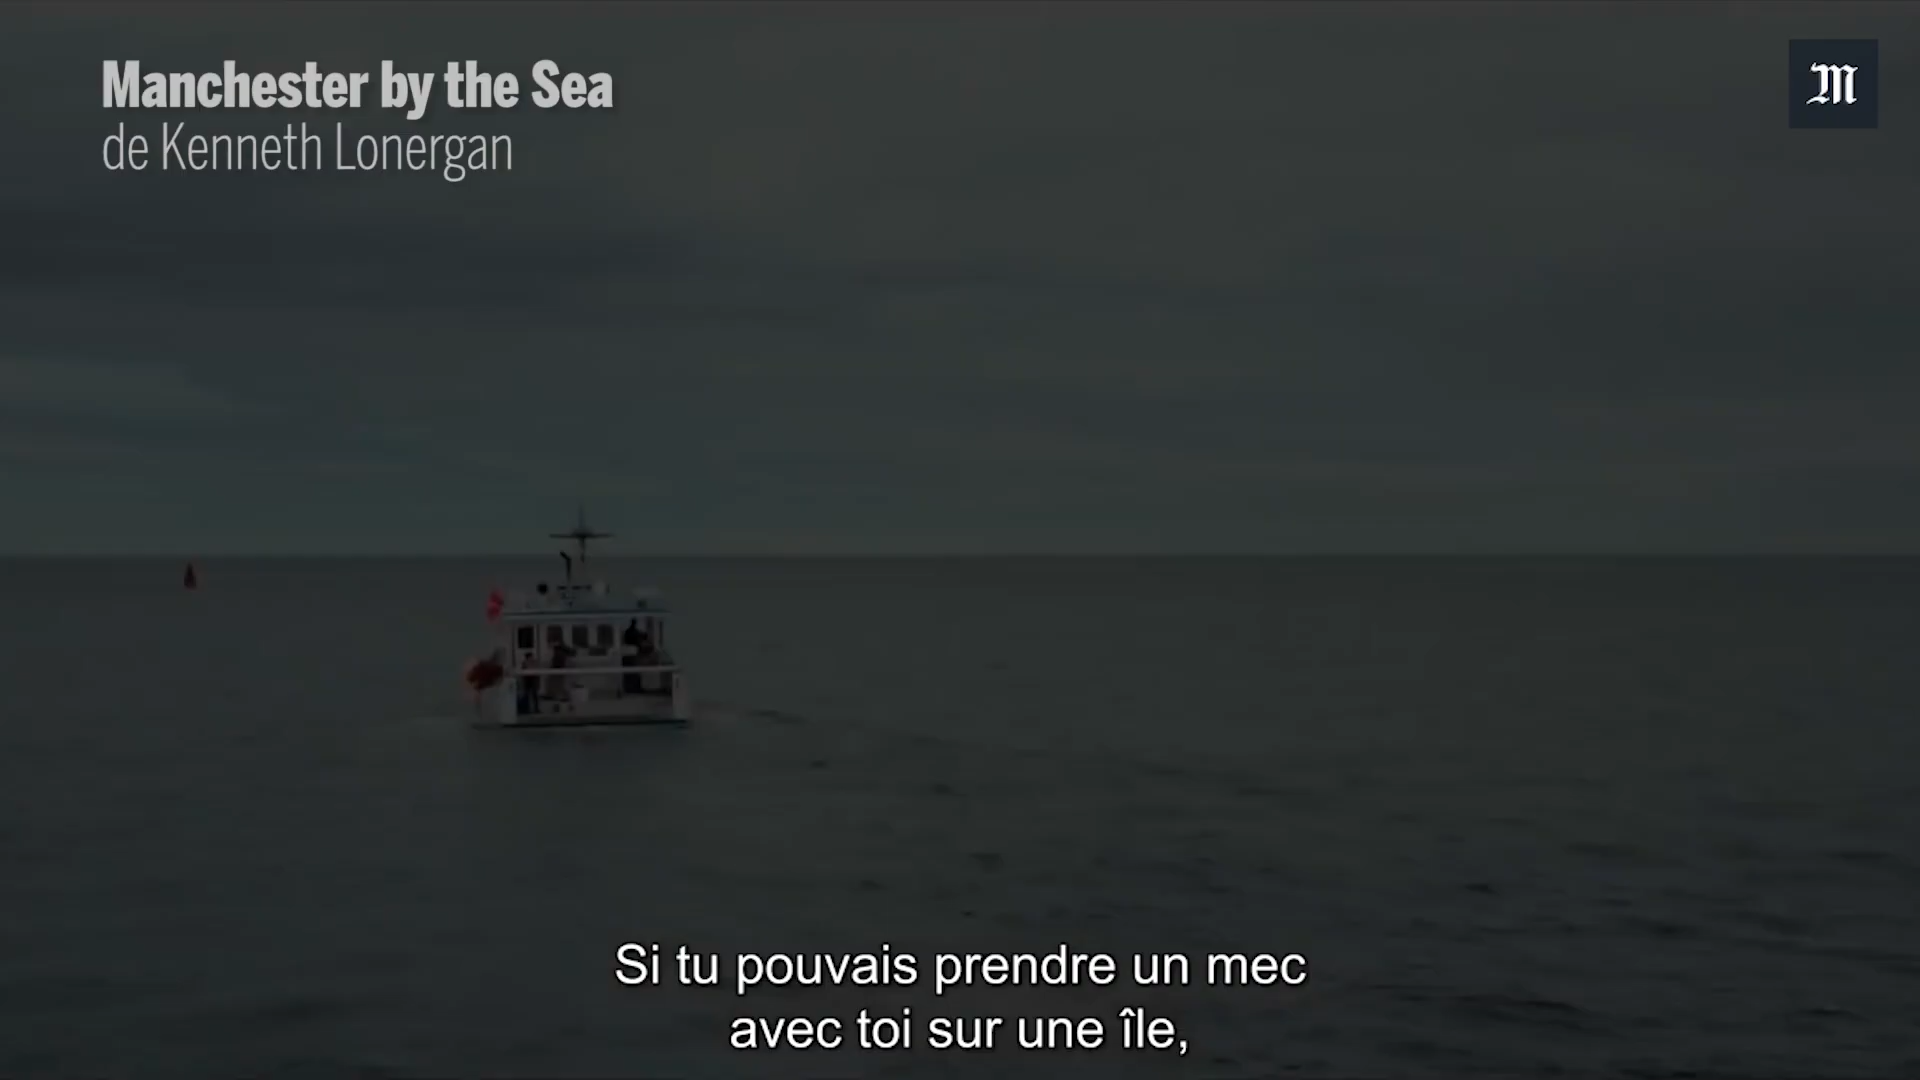 Manchester by the Sea
de Kenneth Lonergan
M
Si tu pouvais prendre un mec
avec toi sur une île,